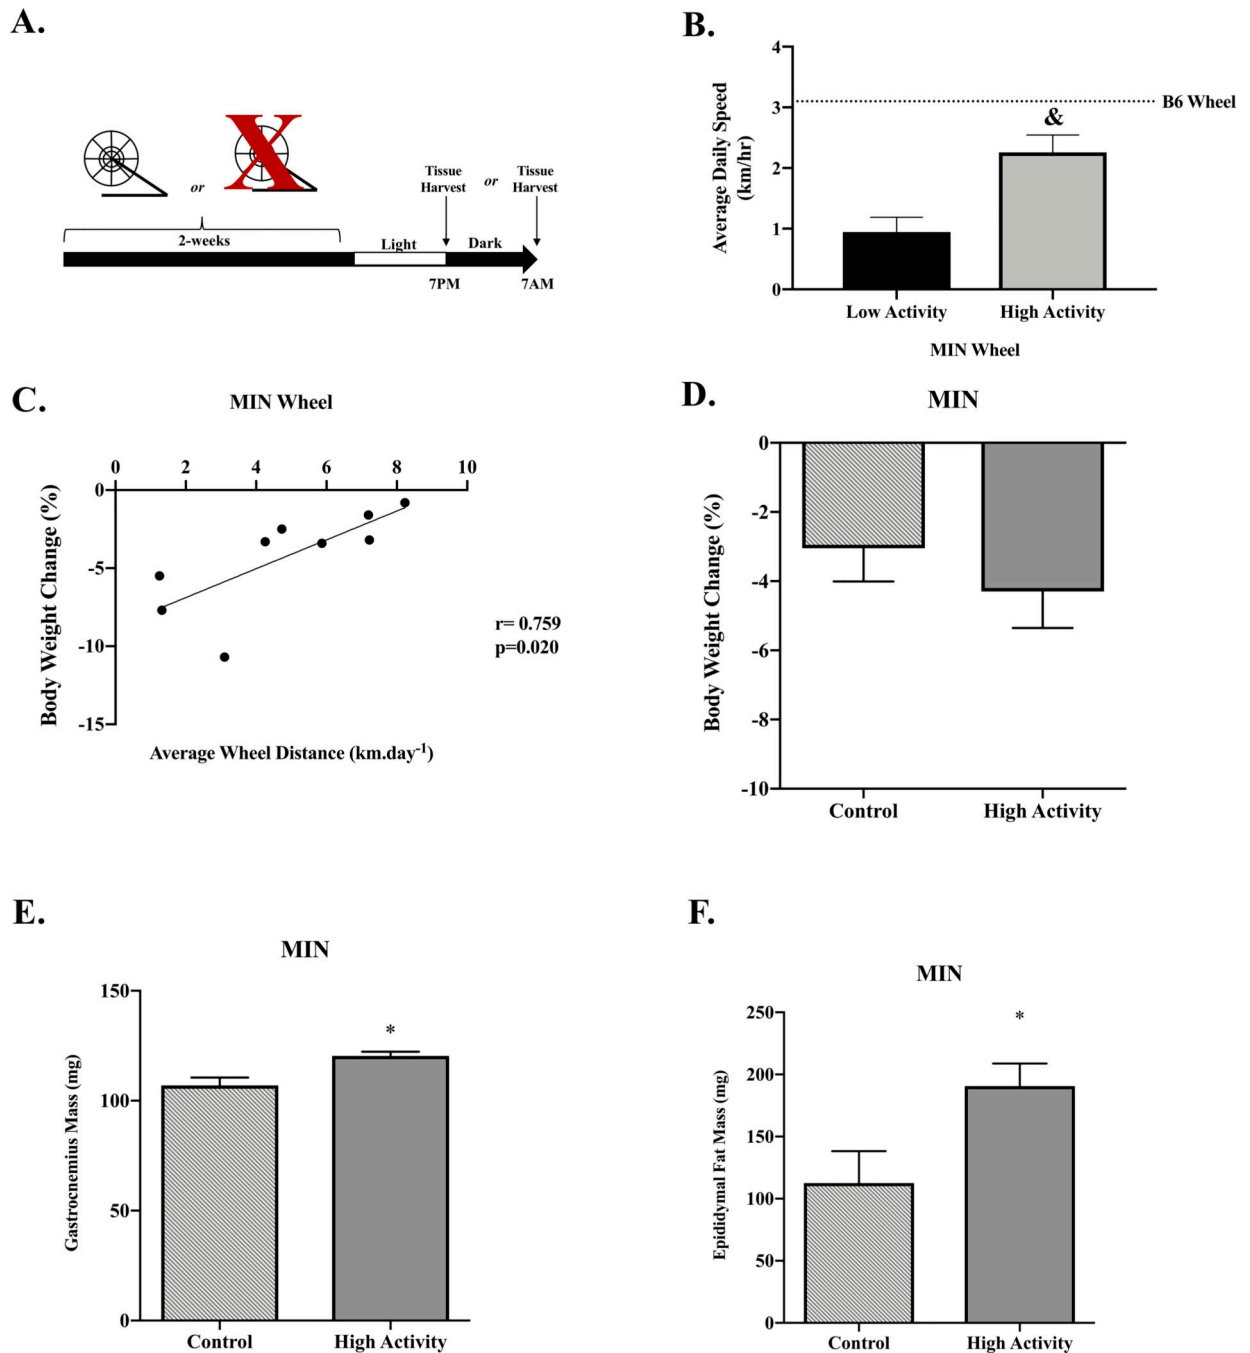 A.
X
or
2-weeks
Light
Dark
Tissue Harvest
or
Tissue Harvest
7PM
7AM
B.
Average Daily Speed
(km/hr)
4
3
2
1
0
B6 Wheel
&
Low Activity
High Activity
MIN Wheel
C.
MIN Wheel
0
2
4
6
8
10
0
-5
-10
-15
Body Weight Change (%)
r= 0.759
p=0.020
Average Wheel Distance (km.day-1)
D.
MIN
Body Weight Change (%)
0
-2
-4
-6
-8
-10
Control
High Activity
E.
MIN
Gastrocnemius Mass (mg)
150
100
50
0
*
Control
High Activity
F.
MIN
Epididymal Fat Mass (mg)
250
200
150
100
50
0
*
Control
High Activity